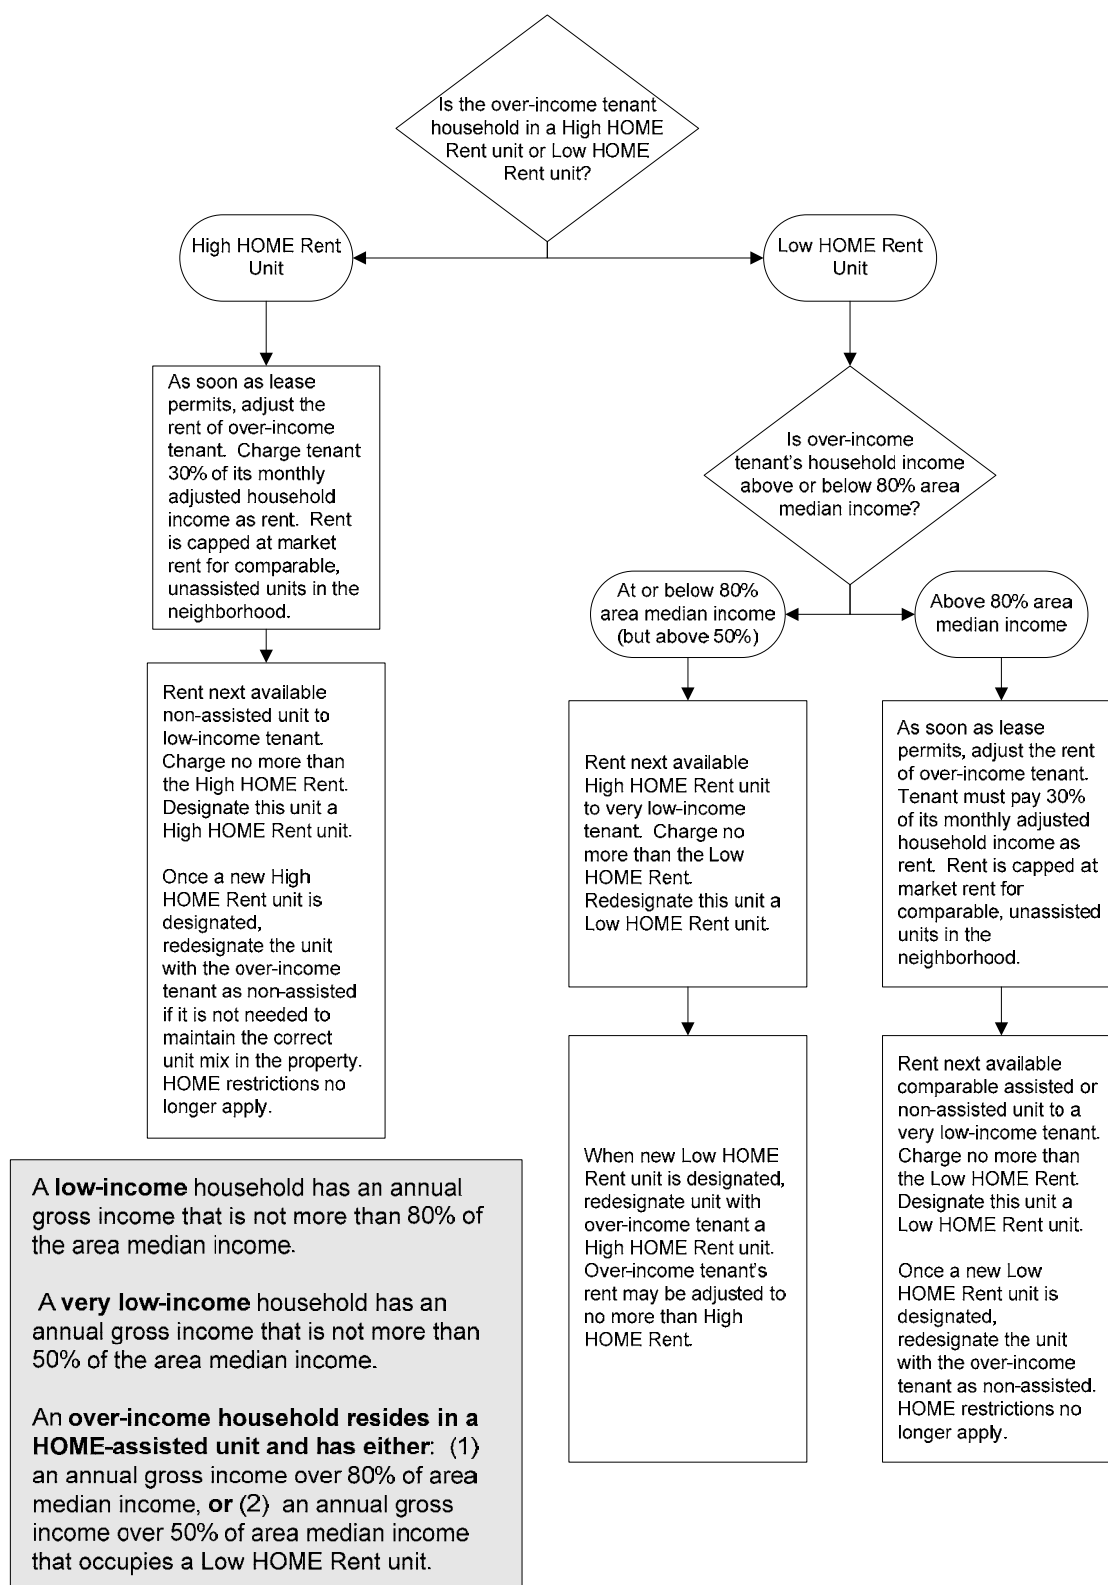 Is the over-income tenant
household in a High HOME
Rent unit or Low HOME
Rent unit?
High HOME Rent
Unit
Low HOME Rent
Unit
As soon as lease
permits, adjust the
rent of over-income
tenant. Charge tenant
30% of its monthly
adjusted household
income as rent. Rent
is capped at market
rent for comparable,
unassisted units in the
neighborhood.
Rent next available
non-assisted unit to
low-income tenant.
Charge no more than
the High HOME Rent.
Designate this unit a
High HOME Rent unit.
Once a new High
HOME Rent unit is
designated,
redesignate the unit
with the over-income
tenant as non-assisted
if it is not needed to
maintain the correct
unit mix in the property.
HOME restrictions no
longer apply.
Is over-income
tenant's household income
above or below 80% area
median income?
At or below 80%
area median income
(but above 50%)
Above 80% area
median income
Rent next available
High HOME Rent unit
to very low-income
tenant. Charge no
more than the Low
HOME Rent.
Redesignate this unit a
Low HOME Rent unit.
When new Low HOME
Rent unit is designated,
redesignate unit with
over-income tenant a
High HOME Rent unit.
Over-income tenant's
rent may be adjusted to
no more than High
HOME Rent.
As soon as lease
permits, adjust the rent
of over-income tenant.
Tenant must pay 30%
of its monthly adjusted
household income as
rent. Rent is capped at
market rent for
comparable, unassisted
units in the
neighborhood.
Rent next available
comparable assisted or
non-assisted unit to a
very low-income tenant.
Charge no more than
the Low HOME Rent.
Designate this unit a
Low HOME Rent unit.
Once a new Low
HOME Rent unit is
designated,
redesignate the unit
with the over-income
tenant as non-assisted.
HOME restrictions no
longer apply.
A low-income household has an annual
gross income that is not more than 80% of
the area median income.
A very low-income household has an
annual gross income that is not more than
50% of the area median income.
An over-income household resides in a
HOME-assisted unit and has either: (1)
an annual gross income over 80% of area
median income, or (2) an annual gross
income over 50% of area median income
that occupies a Low HOME Rent unit.